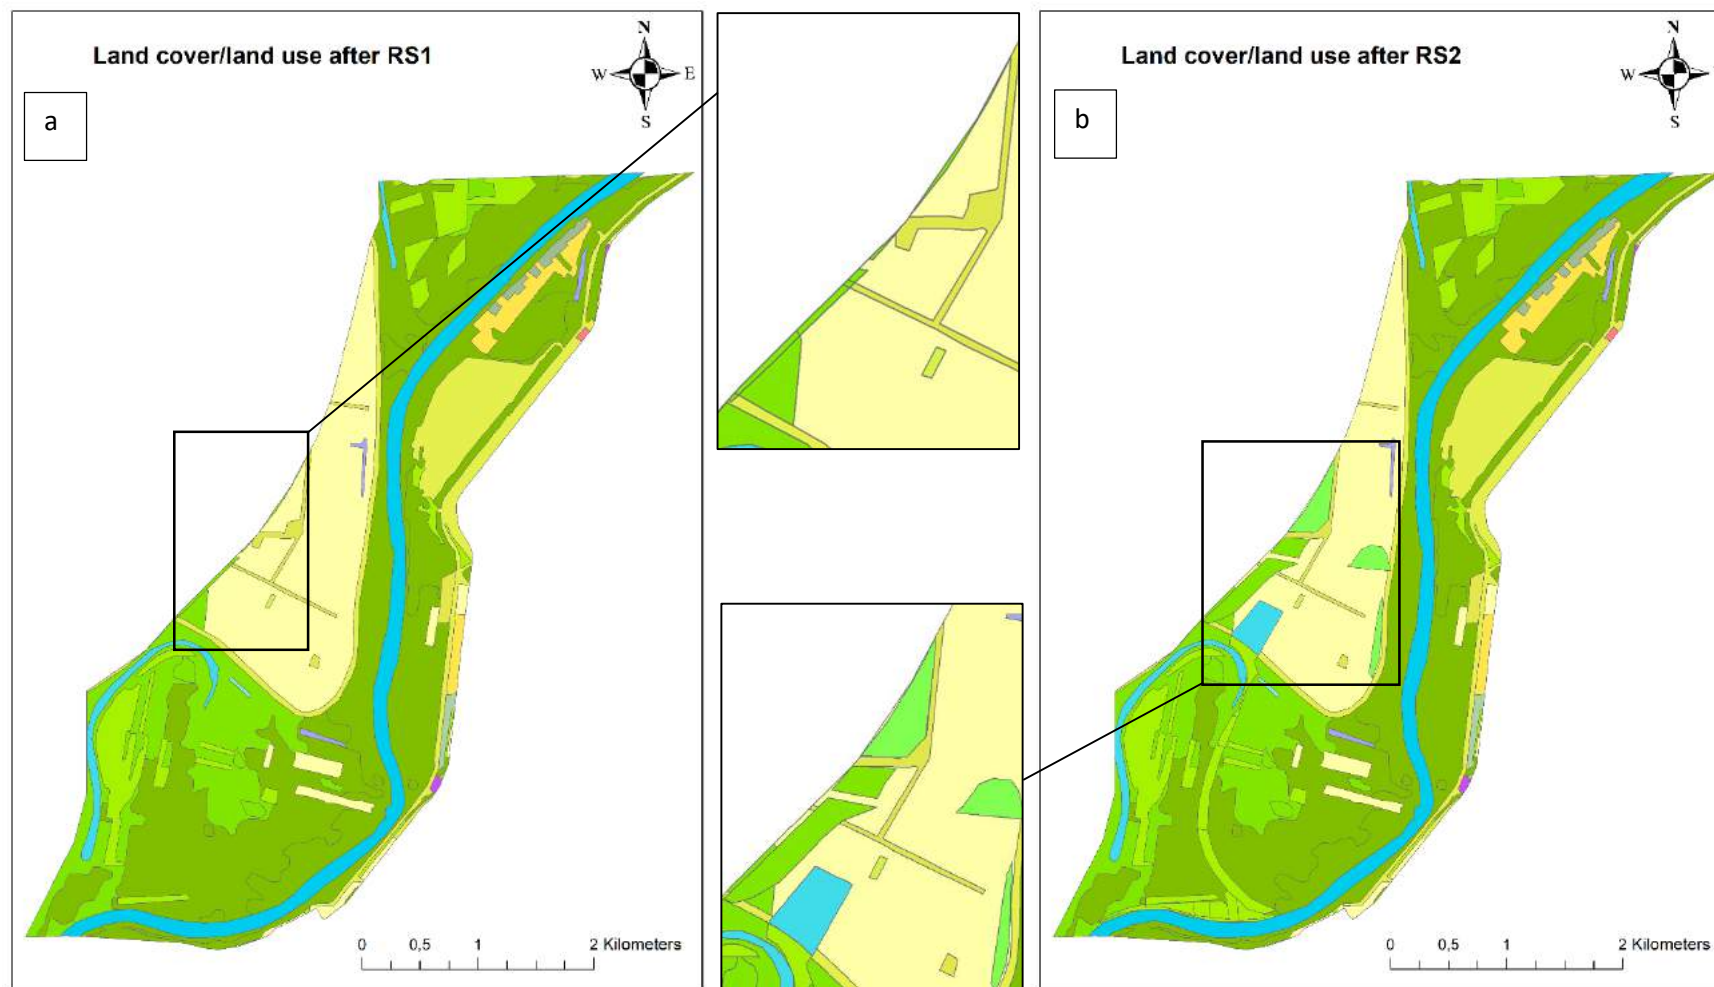 Land cover/land use after RS1
N
W E
S
a
0 0,5 1 2 Kilometers
Land cover/land use after RS2
N
W
S
b
0 0,5 1 2 Kilometers